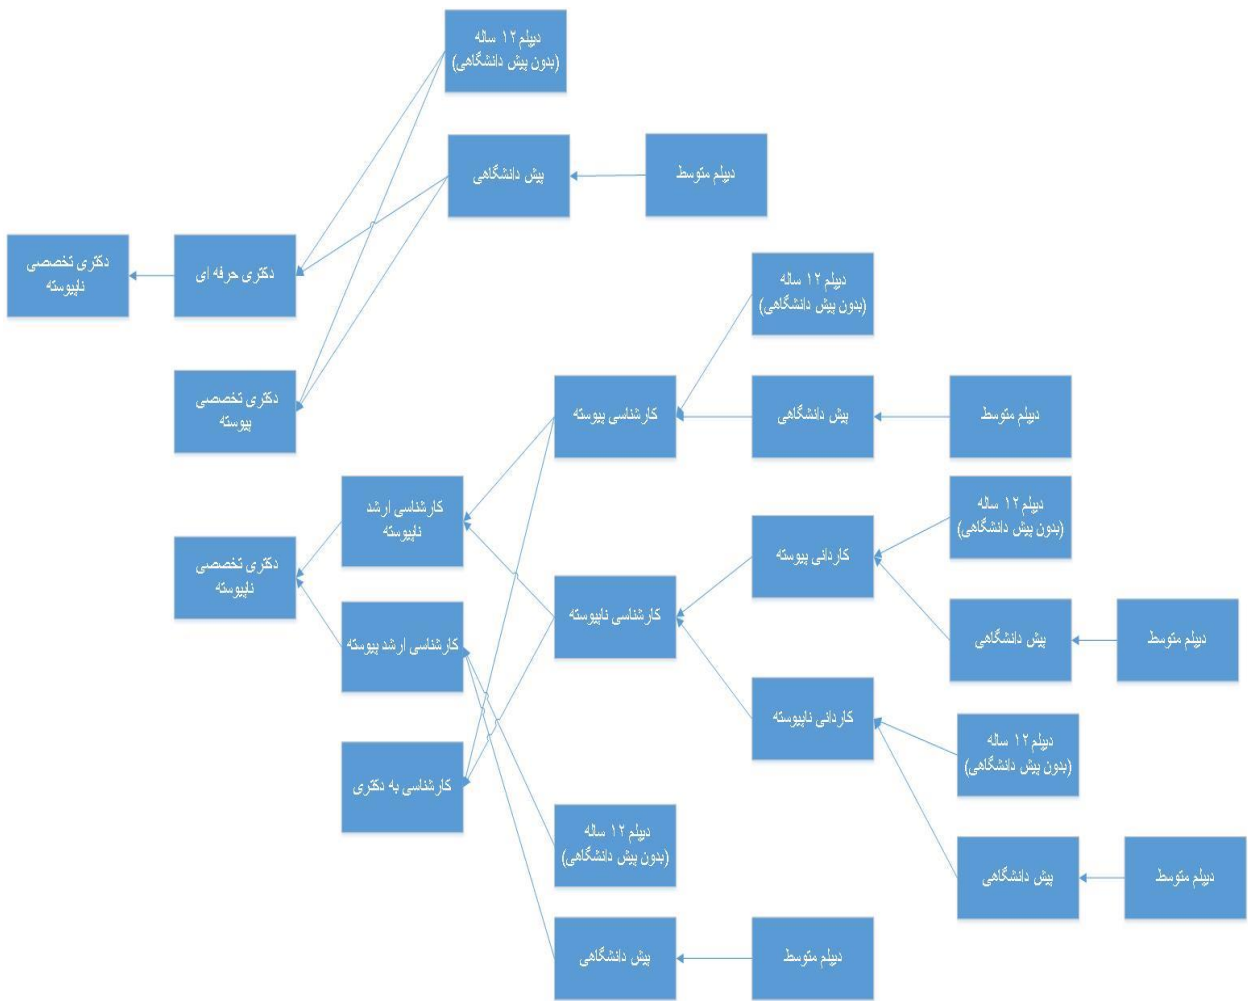 دیپلم ۱۲ ساله
(بدون پیش دانشگاهی)
دیپلم متوسط
پیش دانشگاهی
دکتری حرفه ای
دکتری تخصصی
ناپیوسته
دیپلم ۱۲ ساله
(بدون پیش دانشگاهی)
دکتری تخصصی
پیوسته
دیپلم متوسط
پیش دانشگاهی
کارشناسی پیوسته
دیپلم ۱۲ ساله
(بدون پیش دانشگاهی)
کارشناسی ارشد
ناپیوسته
کاردانی پیوسته
دکتری تخصصی
ناپیوسته
کارشناسی ناپیوسته
دیپلم متوسط
پیش دانشگاهی
کارشناسی ارشد پیوسته
کاردانی ناپیوسته
دیپلم ۱۲ ساله
(بدون پیش دانشگاهی)
کارشناسی به دکتری
دیپلم ۱۲ ساله
(بدون پیش دانشگاهی)
دیپلم متوسط
پیش دانشگاهی
دیپلم متوسط
پیش دانشگاهی